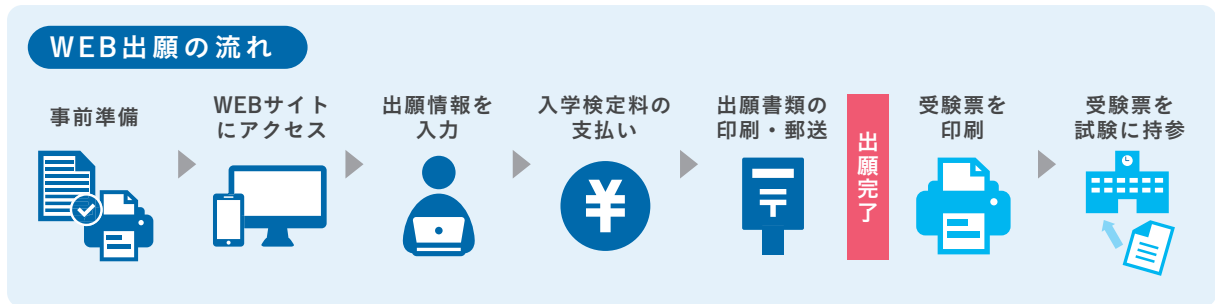 WEB出願の流れ
事前準備
WEBサイト
にアクセス
出願情報を
入力
入学検定料の
支払い
出願書類の
印刷・郵送
出願完了
受験票を
印刷
受験票を
試験に持参